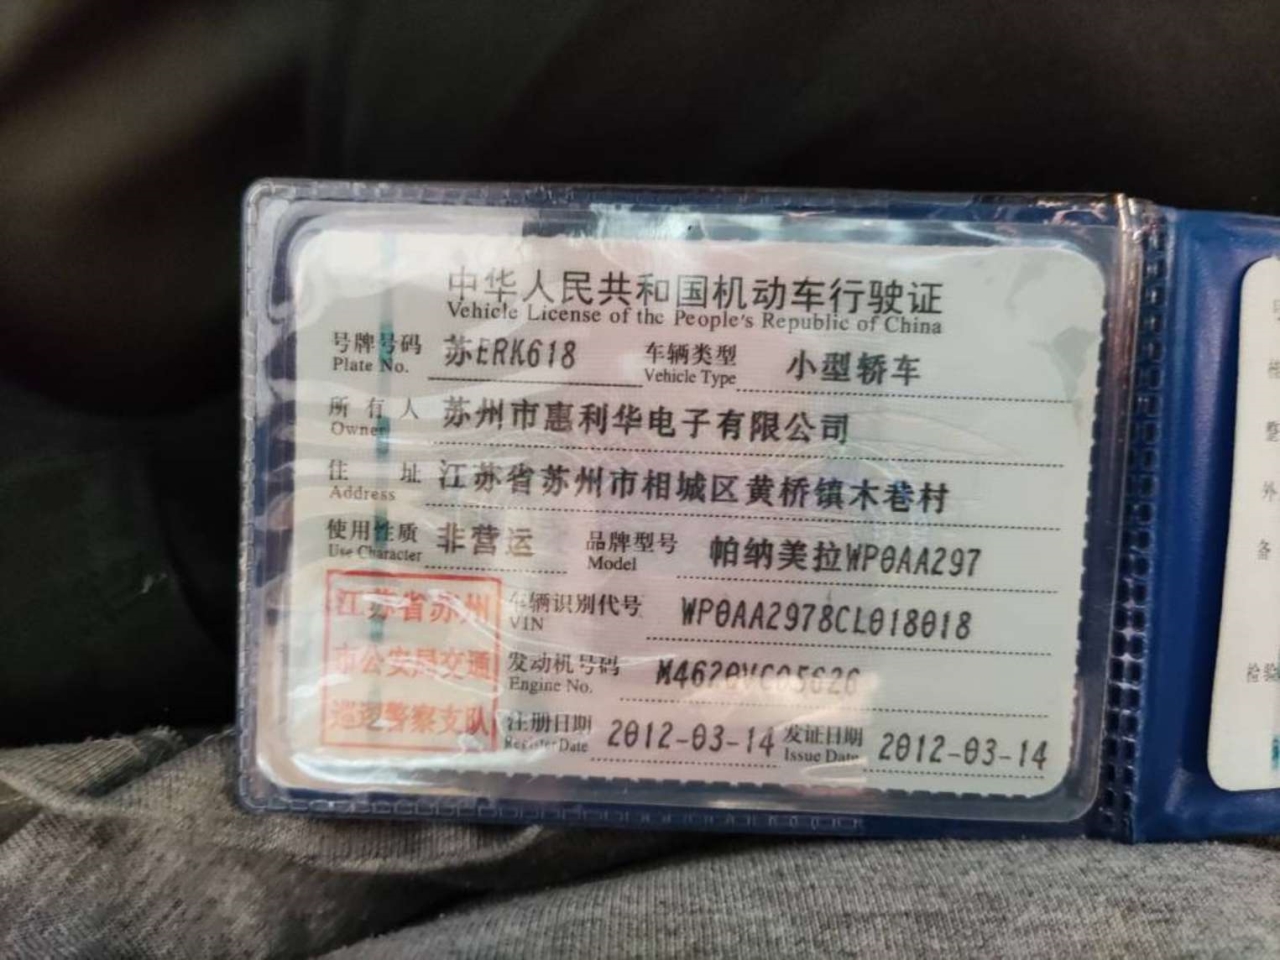 中华人民共和国机动车行驶证
Vehicle License of the People's Republic of China
号牌号码 苏ERK618 车辆类型 小型轿车
Plate No. Vehicle Type
所有人 苏州市惠利华电子有限公司
Owner
住址 江苏省苏州市相城区黄桥镇木巷村
Address
使用性质 非营运 品牌型号 帕纳美拉WP0AA297
Use Character Model
江苏省苏州
市公安局交通
巡逻警察支队
车辆识别代号 WP0AA2978CL018018
VIN
发动机号码 M4620VC05626
Engine No.
注册日期 2012-03-14 发证日期 2012-03-14
Register Date Issue Date
整
外
备
检验